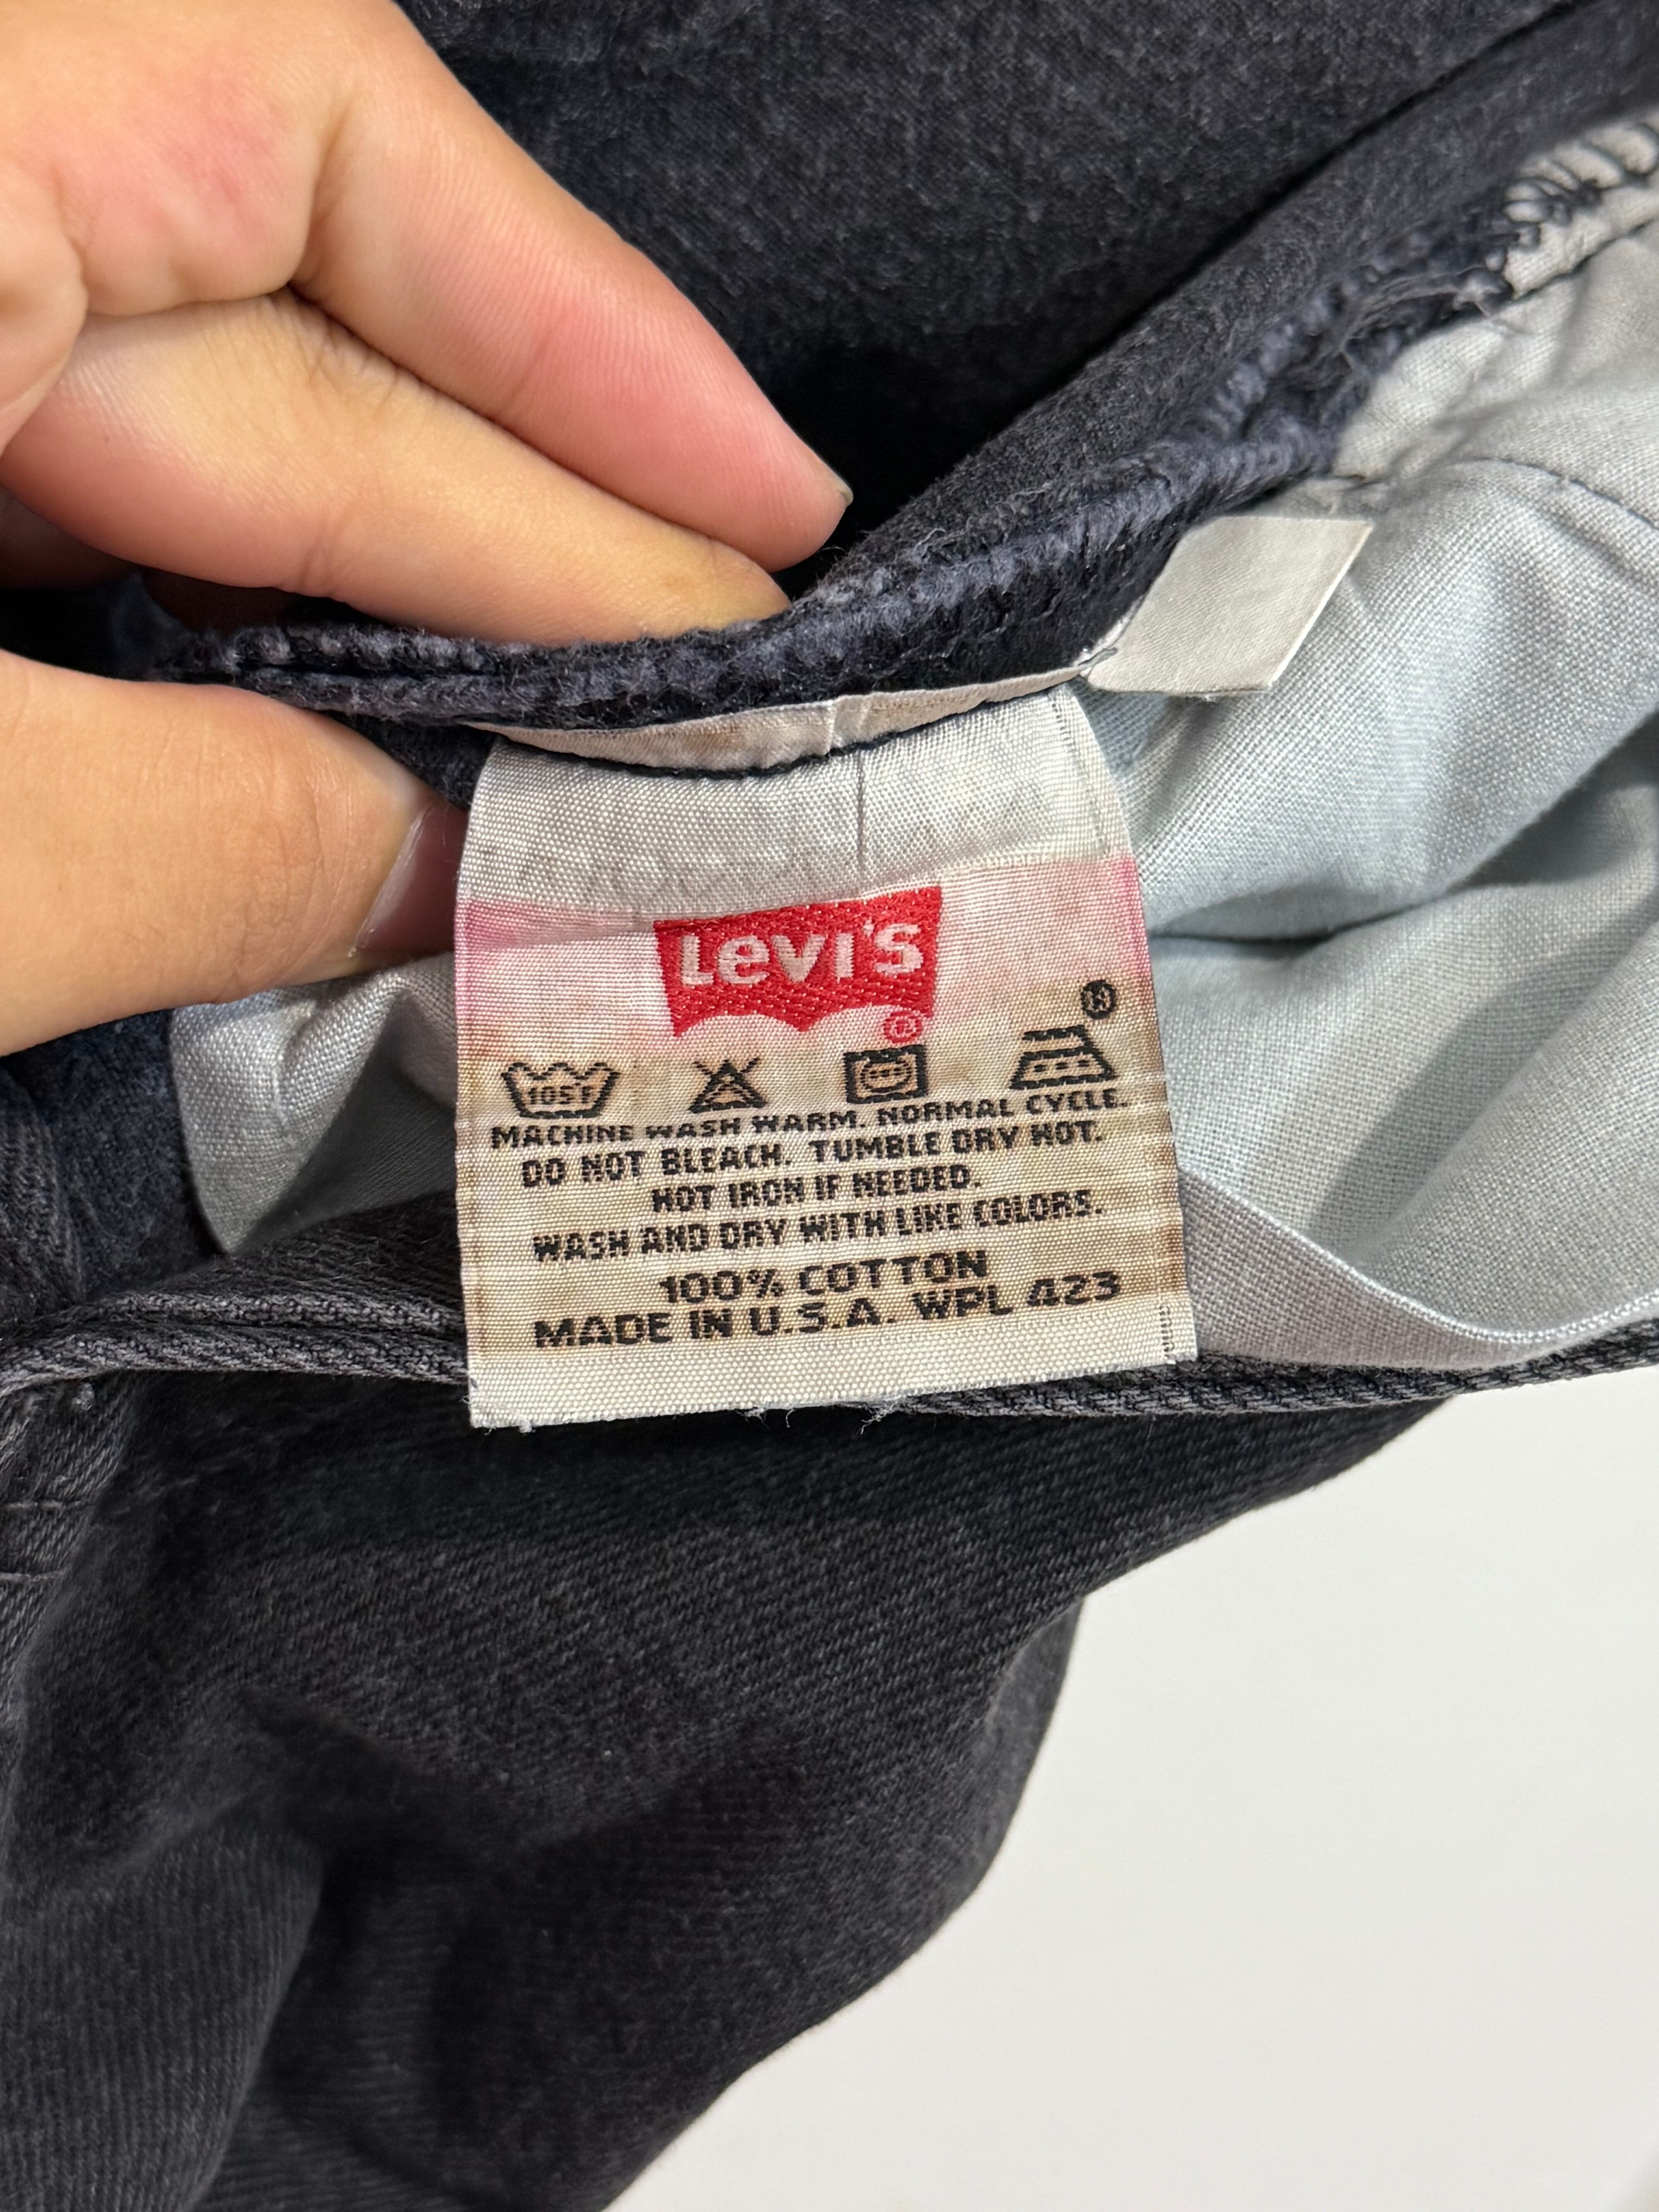 Levi's
®
®
105F
MACHINE WASH WARM. NORMAL CYCLE.
DO NOT BLEACH. TUMBLE DRY HOT.
HOT IRON IF NEEDED.
WASH AND DRY WITH LIKE COLORS.
100% COTTON
MADE IN U.S.A. WPL 423